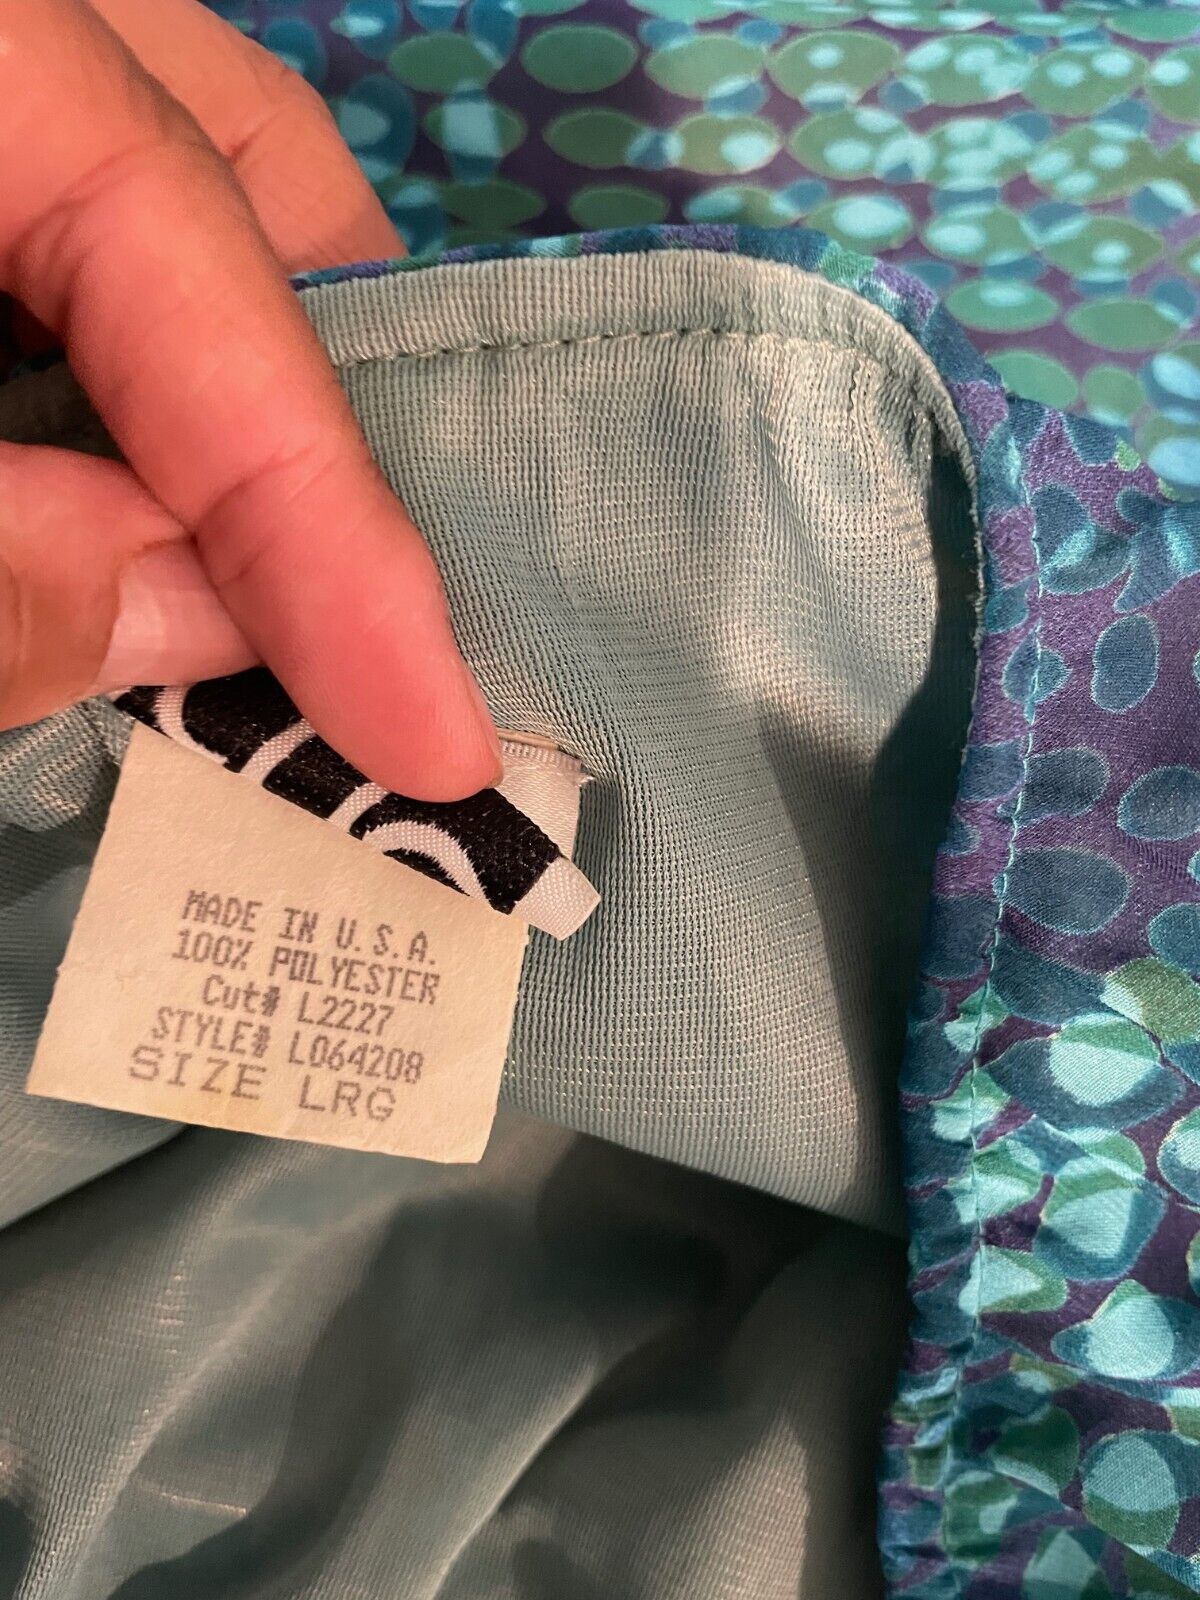 MADE IN U.S.A.
100% POLYESTER
Cut# L2227
STYLE# L064208
SIZE LRG